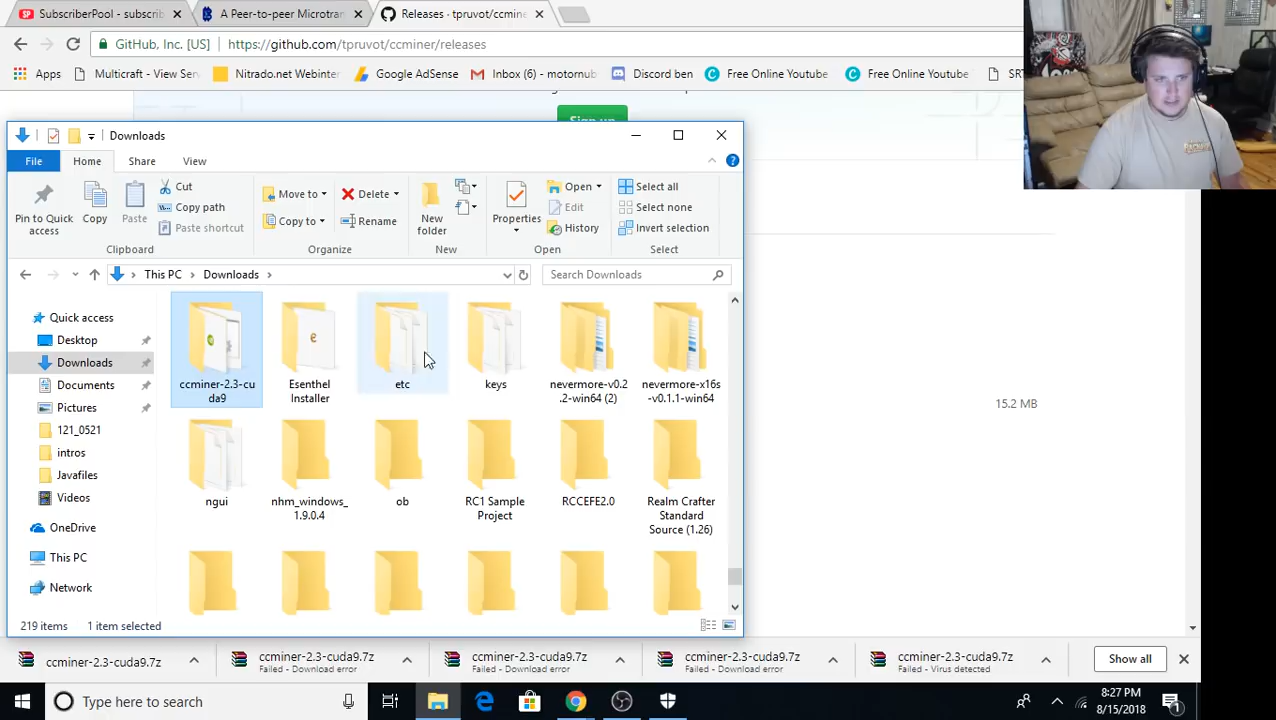 SubscriberPool - subscrib
A Peer-to-peer Microtran
Releases · tpruvot/ccmine
GitHub, Inc. [US]
https://github.com/tpruvot/ccminer/releases
Apps
Multicraft - View Serv
Nitrado.net Webinter
Google AdSense
Inbox (6) - motornub
Discord ben
Free Online Youtube
Free Online Youtube
SRT
Downloads
File
Home
Share
View
Pin to Quick access
Copy
Paste
Cut
Copy path
Paste shortcut
Clipboard
Move to
Copy to
Delete
Rename
Organize
New folder
New
Properties
Open
Edit
History
Open
Select all
Select none
Invert selection
Select
This PC
Downloads
Search Downloads
Quick access
Desktop
Downloads
Documents
Pictures
121_0521
intros
Javafiles
Videos
OneDrive
This PC
Network
ccminer-2.3-cu
da9
Esenthel
Installer
etc
keys
nevermore-v0.2
.2-win64 (2)
nevermore-x16s
-v0.1.1-win64
ngui
nhm_windows_
1.9.0.4
ob
RC1 Sample
Project
RCCEFE2.0
Realm Crafter
Standard
Source (1.26)
15.2 MB
219 items
1 item selected
ccminer-2.3-cuda9.7z
ccminer-2.3-cuda9.7z
Failed - Download error
ccminer-2.3-cuda9.7z
Failed - Download error
ccminer-2.3-cuda9.7z
Failed - Download error
ccminer-2.3-cuda9.7z
Failed - Virus detected
Show all
Type here to search
8:27 PM
8/15/2018
1